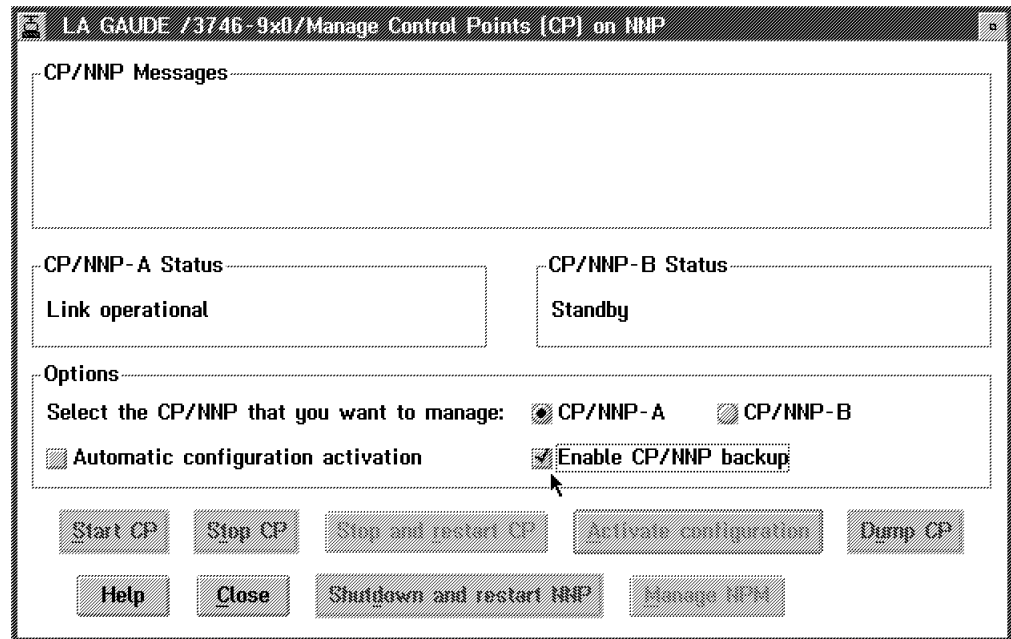 LA GAUDE /3746-9x0/Manage Control Points (CP) on NNP
CP/NNP Messages
CP/NNP-A Status
CP/NNP-B Status
Link operational
Standby
Options
Select the CP/NNP that you want to manage: CP/NNP-A CP/NNP-B
Automatic configuration activation Enable CP/NNP backup
Start CP Stop CP Stop and restart CP Activate configuration Dump CP
Help Close Shutdown and restart NNP Manage NPM